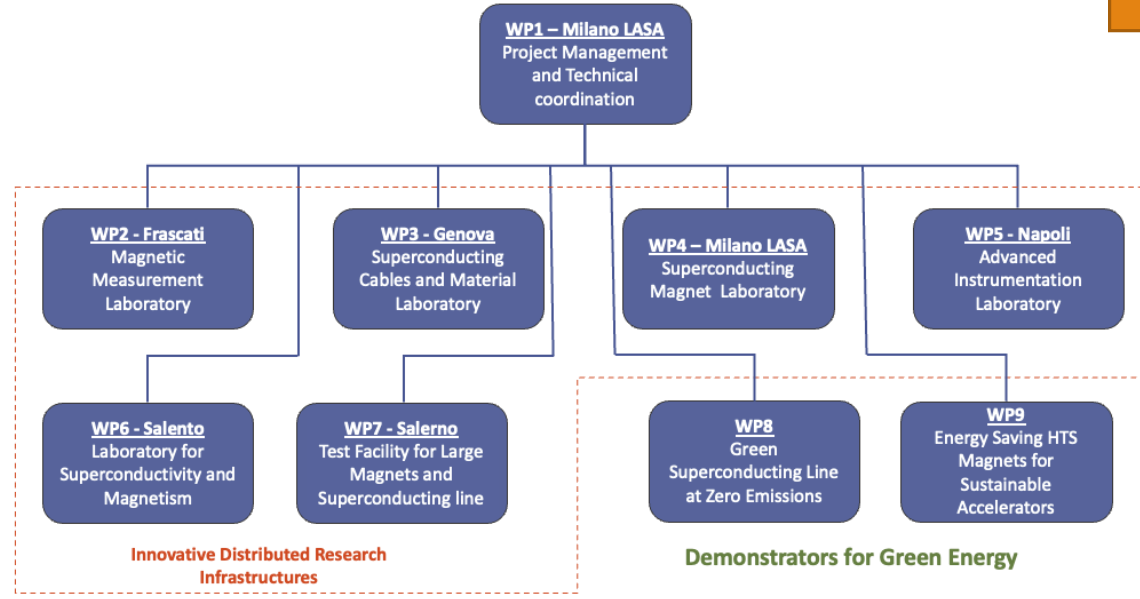 WP1 – Milano LASA
Project Management
and Technical
coordination
WP2 - Frascati
Magnetic
Measurement
Laboratory
WP3 - Genova
Superconducting
Cables and Material
Laboratory
WP4 – Milano LASA
Superconducting
Magnet Laboratory
WP5 - Napoli
Advanced
Instrumentation
Laboratory
WP6 - Salento
Laboratory for
Superconductivity and
Magnetism
WP7 - Salerno
Test Facility for Large
Magnets and
Superconducting line
WP8
Green
Superconducting Line
at Zero Emissions
WP9
Energy Saving HTS
Magnets for
Sustainable
Accelerators
Innovative Distributed Research
Infrastructures
Demonstrators for Green Energy